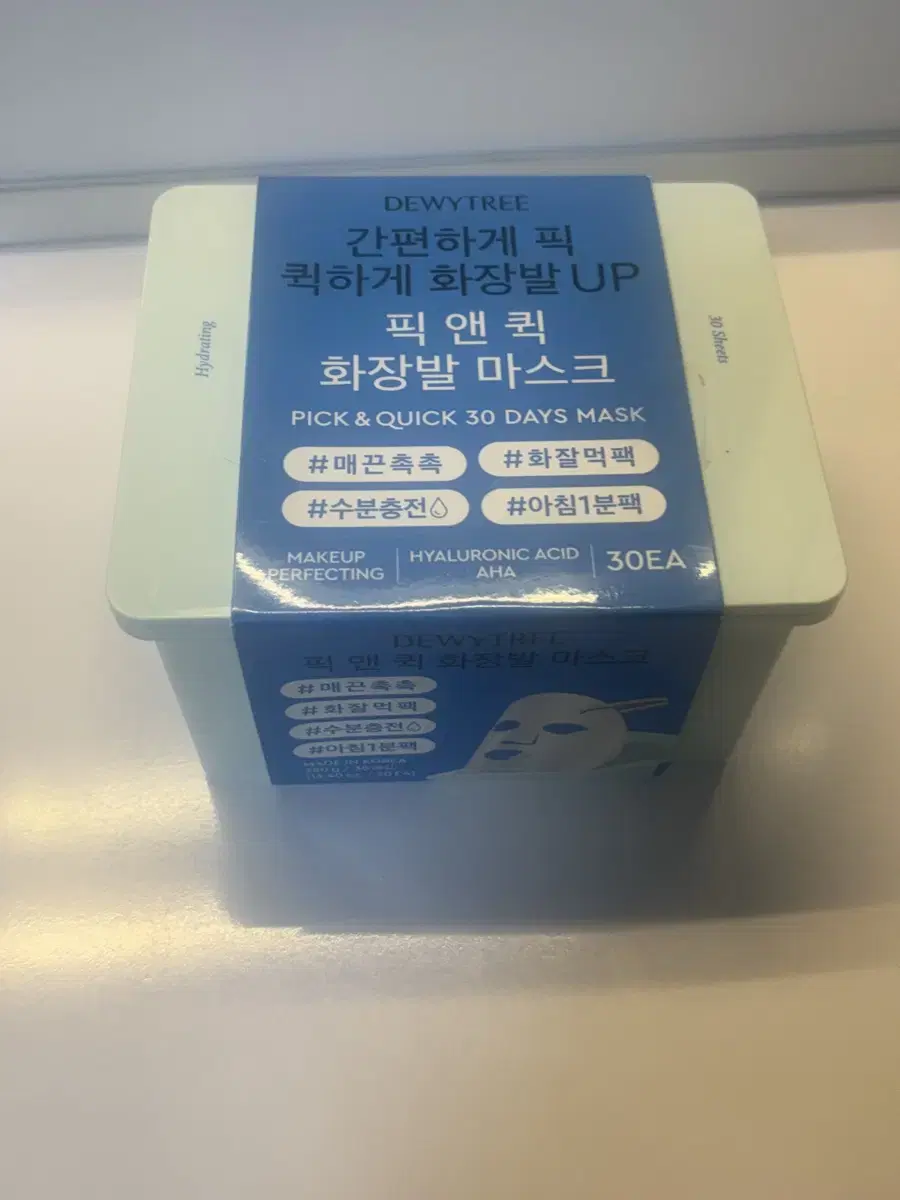 DEWYTREE
간편하게 픽
퀵하게 화장발 UP
픽 앤 퀵
화장발 마스크
PICK & QUICK 30 DAYS MASK
#매끈촉촉
#화잘먹팩
#수분충전
#아침1분팩
MAKEUP
PERFECTING
HYALURONIC ACID
AHA
30EA
Hydrating
30 Sheets
DEWYTREE
픽 앤 퀵 화장발 마스크
#매끈촉촉
#화잘먹팩
#수분충전
#아침1분팩
MADE IN KOREA